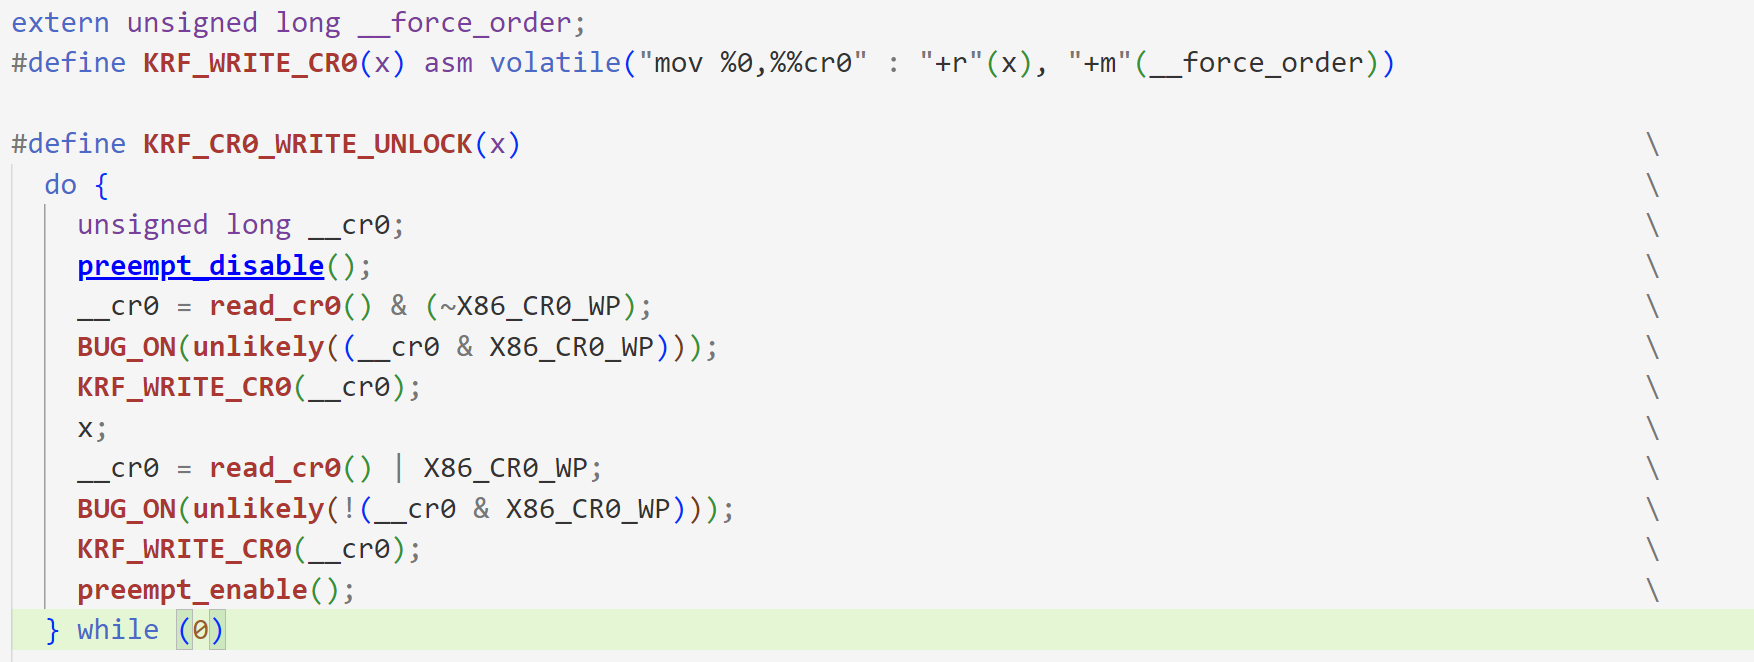 extern unsigned long __force_order;
#define KRF_WRITE_CR0(x) asm volatile("mov %0,%%cr0" : "+r"(x), "+m"(__force_order))
#define KRF_CR0_WRITE_UNLOCK(x) \
do { \
unsigned long __cr0; \
preempt_disable(); \
__cr0 = read_cr0() & (~X86_CR0_WP); \
BUG_ON(unlikely((__cr0 & X86_CR0_WP))); \
KRF_WRITE_CR0(__cr0); \
x; \
__cr0 = read_cr0() | X86_CR0_WP; \
BUG_ON(unlikely(!(__cr0 & X86_CR0_WP))); \
KRF_WRITE_CR0(__cr0); \
preempt_enable(); \
} while (0)